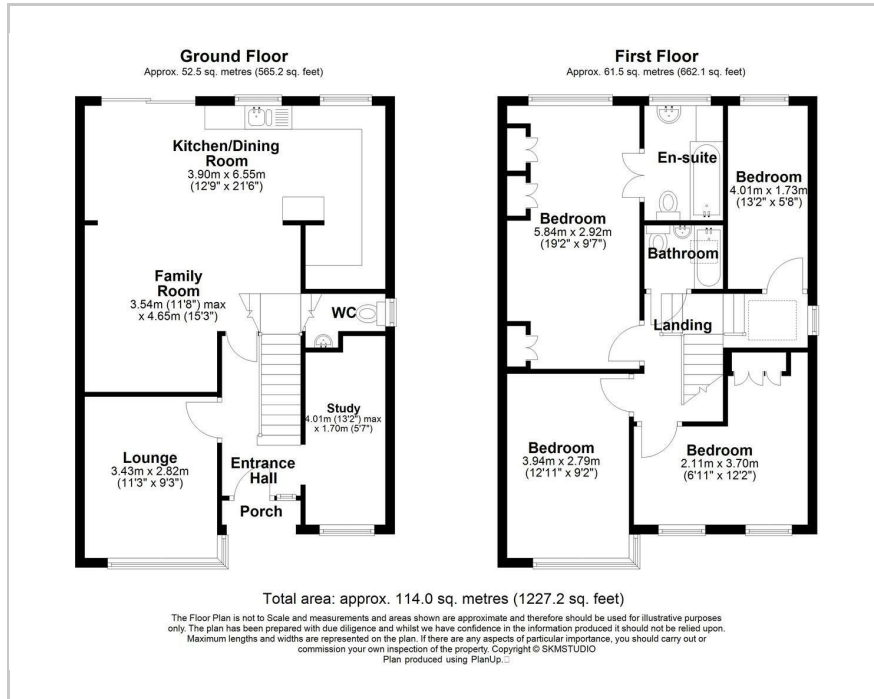 Ground Floor
Approx. 52.5 sq. metres (565.2 sq. feet)
Kitchen/Dining
Room
3.90m x 6.55m
(12'9" x 21'6")
Family
Room
3.54m (11'8") max
x 4.65m (15'3")
WC
Study
4.01m (13'2") max
x 1.70m (5'7")
Lounge
3.43m x 2.82m
(11'3" x 9'3")
Entrance
Hall
Porch
First Floor
Approx. 61.5 sq. metres (662.1 sq. feet)
En-suite
Bedroom
4.01m x 1.73m
(13'2" x 5'8")
Bedroom
5.84m x 2.92m
(19'2" x 9'7")
Bathroom
Landing
Bedroom
3.94m x 2.79m
(12'11" x 9'2")
Bedroom
2.11m x 3.70m
(6'11" x 12'2")
Total area: approx. 114.0 sq. metres (1227.2 sq. feet)
The Floor Plan is not to Scale and measurements and areas shown are approximate and therefore should be used for illustrative purposes
only. The plan has been prepared with due diligence and whilst we have confidence in the information produced it should not be relied upon.
Maximum lengths and widths are represented on the plan. If there are any aspects of particular importance, you should carry out or
commission your own inspection of the property. Copyright © SKMSTUDIO
Plan produced using PlanUp.